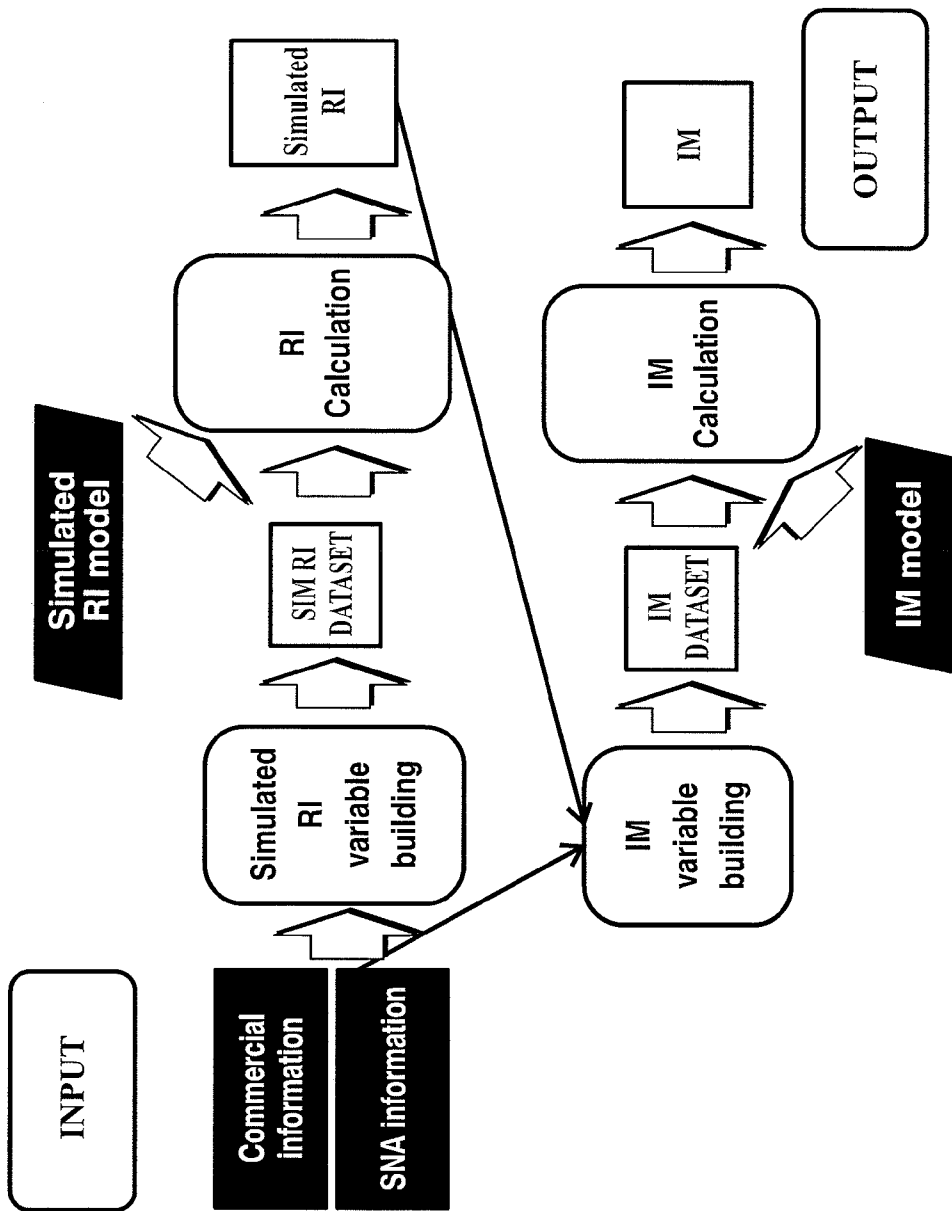 INPUT
Commercial
information
SNA information
Simulated
RI
variable
building
SIM RI
DATASET
Simulated
RI model
RI
Calculation
Simulated
RI
IM
variable
building
IM
DATASET
IM model
IM
Calculation
IM
OUTPUT